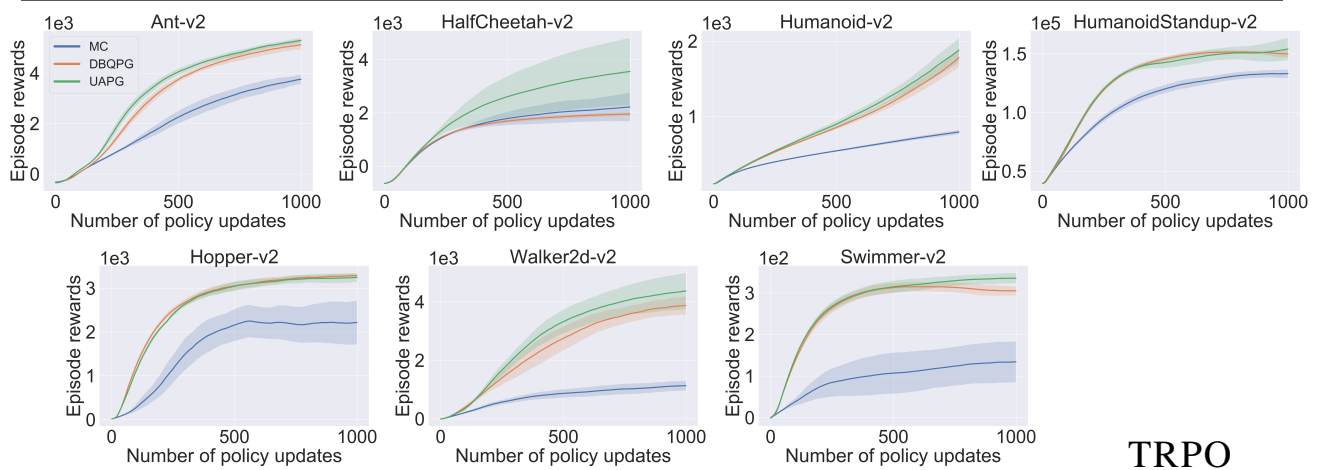 Ant-v2
1e3
Episode rewards
4
2
0
MC
DBQPG
UAPG
0 500 1000
Number of policy updates
HalfCheetah-v2
1e3
Episode rewards
4
2
0
0 500 1000
Number of policy updates
Humanoid-v2
1e3
Episode rewards
2
1
0 500 1000
Number of policy updates
HumanoidStandup-v2
1e5
Episode rewards
1.5
1.0
0.5
0 500 1000
Number of policy updates
Hopper-v2
1e3
Episode rewards
3
2
1
0
0 500 1000
Number of policy updates
Walker2d-v2
1e3
Episode rewards
4
2
0
0 500 1000
Number of policy updates
Swimmer-v2
1e2
Episode rewards
3
2
1
0
0 500 1000
Number of policy updates
TRPO